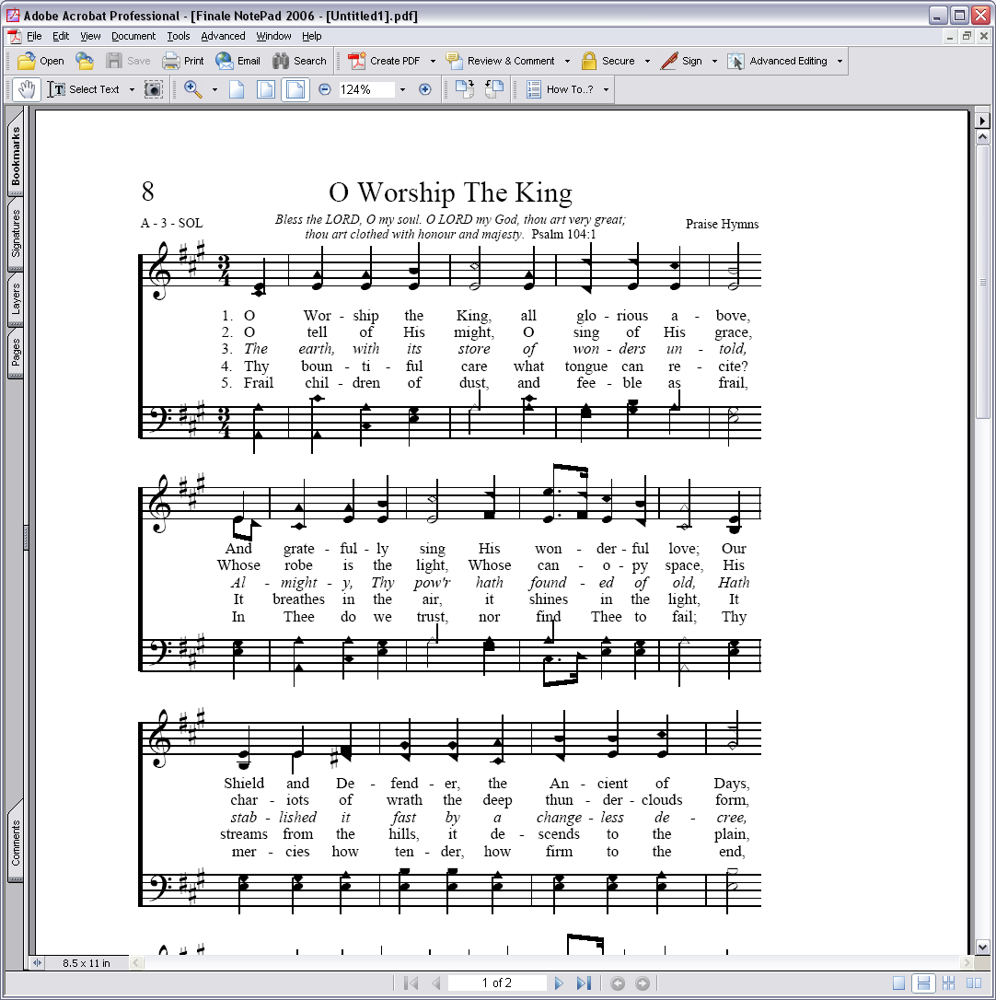 Adobe Acrobat Professional - [Finale NotePad 2006 - [Untitled1].pdf]
File Edit View Document Tools Advanced Window Help
Open Save Print Email Search Create PDF Review & Comment Secure Sign Advanced Editing
Select Text 124% How To..?
Bookmarks
Signatures
Layers
Pages
Comments
8 O Worship The King
A - 3 - SOL Bless the LORD, O my soul. O LORD my God, thou art very great; Praise Hymns
thou art clothed with honour and majesty. Psalm 104:1
3
4
1. O Wor - ship the King, all glo - rious a - bove,
2. O tell of His might, O sing of His grace,
3. The earth, with its store of won - ders un - told,
4. Thy boun - ti - ful care what tongue can re - cite?
5. Frail chil - dren of dust, and fee - ble as frail,
3
4
And grate - ful - ly sing His won - der - ful love; Our
Whose robe is the light, Whose can - o - py space, His
Al - might - y, Thy pow'r hath found - ed of old, Hath
It breathes in the air, it shines in the light, It
In Thee do we trust, nor find Thee to fail; Thy
Shield and De - fend - er, the An - cient of Days,
char - iots of wrath the deep thun - der - clouds form,
stab - lished it fast by a change - less de - cree,
streams from the hills, it de - scends to the plain,
mer - cies how ten - der, how firm to the end,
8.5 x 11 in
1 of 2